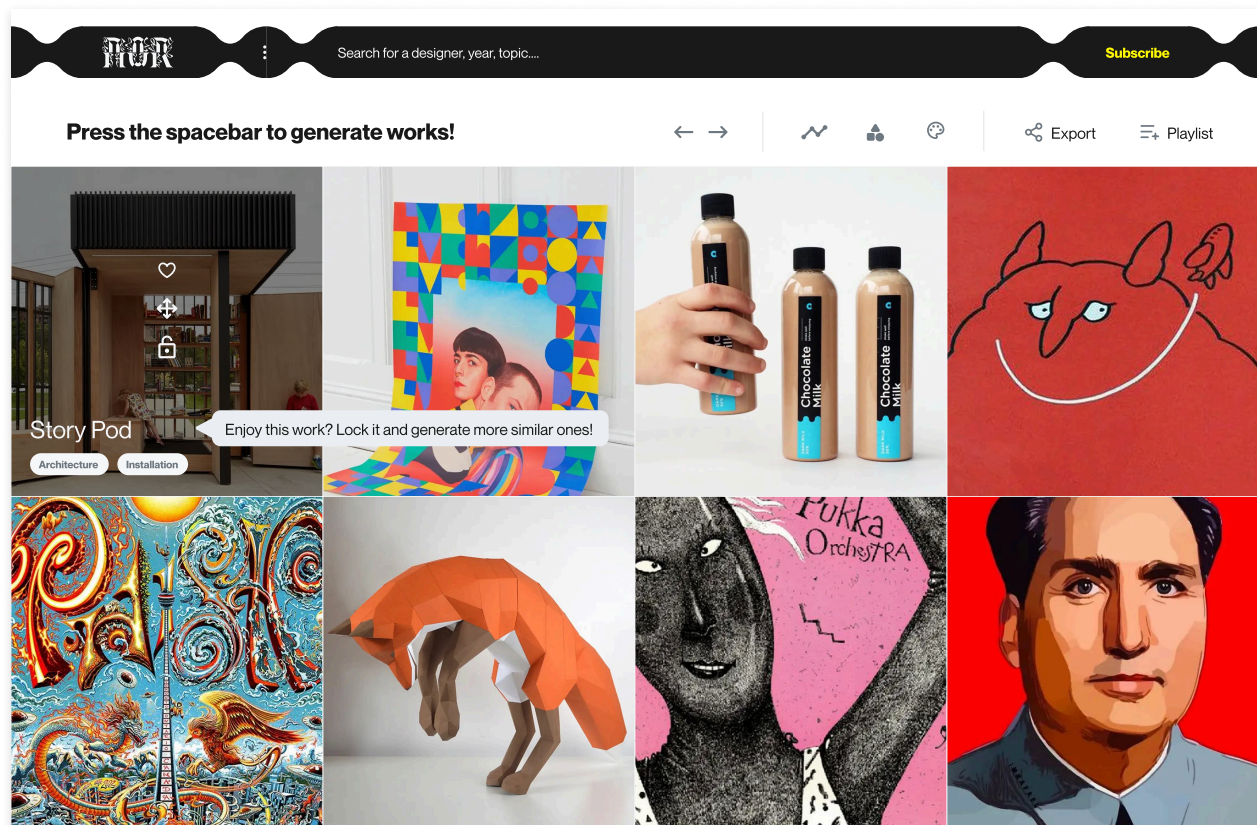 Search for a designer, year, topic....
Subscribe
Press the spacebar to generate works!
Export
Playlist
Story Pod
Architecture
Installation
Enjoy this work? Lock it and generate more similar ones!
Chocolate
Milk
Chocolate
Milk
Pukka
Orchestra